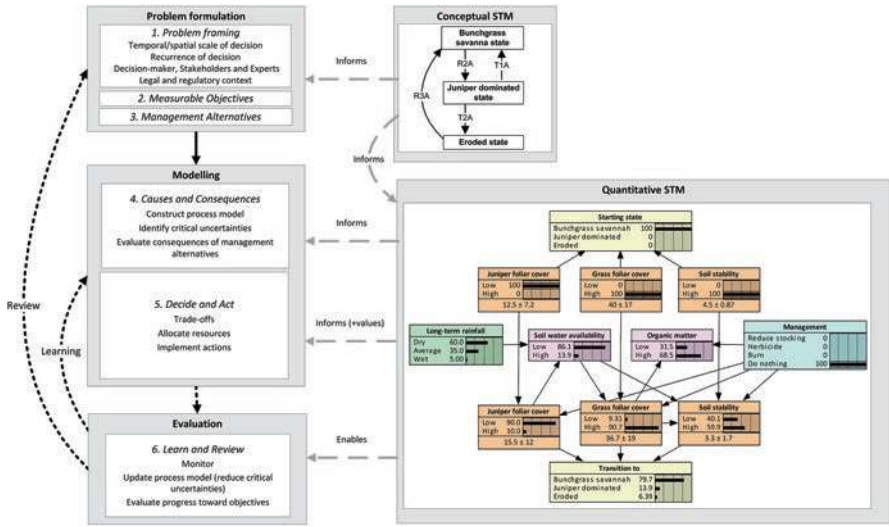 Problem formulation
1. Problem framing
Temporal/spatial scale of decision
Recurrence of decision
Decision-maker, Stakeholders and Experts
Legal and regulatory context
2. Measurable Objectives
3. Management Alternatives
Modelling
4. Causes and Consequences
Construct process model
Identify critical uncertainties
Evaluate consequences of management
alternatives
5. Decide and Act
Trade-offs
Allocate resources
Implement actions
Evaluation
6. Learn and Review
Monitor
Update process model (reduce critical
uncertainties)
Evaluate progress toward objectives
Review
Learning
Informs
Informs
Informs
Informs (+values)
Enables
Conceptual STM
Bunchgrass
savanna state
R2A
T1A
Juniper dominated
state
R3A
T2A
Eroded state
Quantitative STM
Starting state
Bunchgrass savannah 100
Juniper dominated 0
Eroded 0
Juniper foliar cover
Low 100
High 0
12.5 ± 7.2
Grass foliar cover
Low 0
High 100
40 ± 17
Soil stability
Low 0
High 100
4.5 ± 0.87
Long-term rainfall
Dry 60.0
Average 35.0
Wet 5.00
Soil water availability
Low 86.1
High 13.9
Organic matter
Low 31.5
High 68.5
Management
Reduce stocking 0
Herbicide 0
Burn 0
Do nothing 100
Juniper foliar cover
Low 90.0
High 10.0
15.5 ± 12
Grass foliar cover
Low 9.31
High 90.7
36.7 ± 19
Soil stability
Low 40.1
High 59.9
3.3 ± 1.7
Transition to
Bunchgrass savannah 79.7
Juniper dominated 13.9
Eroded 6.39